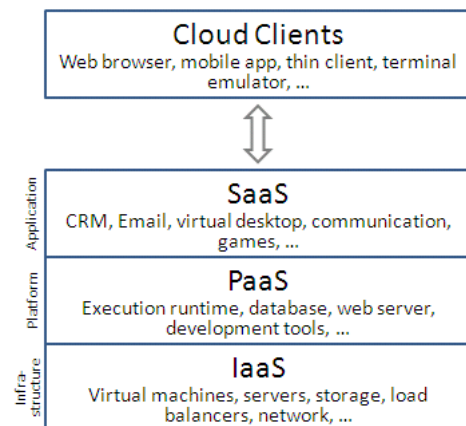 Cloud Clients
Web browser, mobile app, thin client, terminal
emulator, ...
Application
SaaS
CRM, Email, virtual desktop, communication,
games, ...
Platform
PaaS
Execution runtime, database, web server,
development tools, ...
Infra-
structure
IaaS
Virtual machines, servers, storage, load
balancers, network, ...